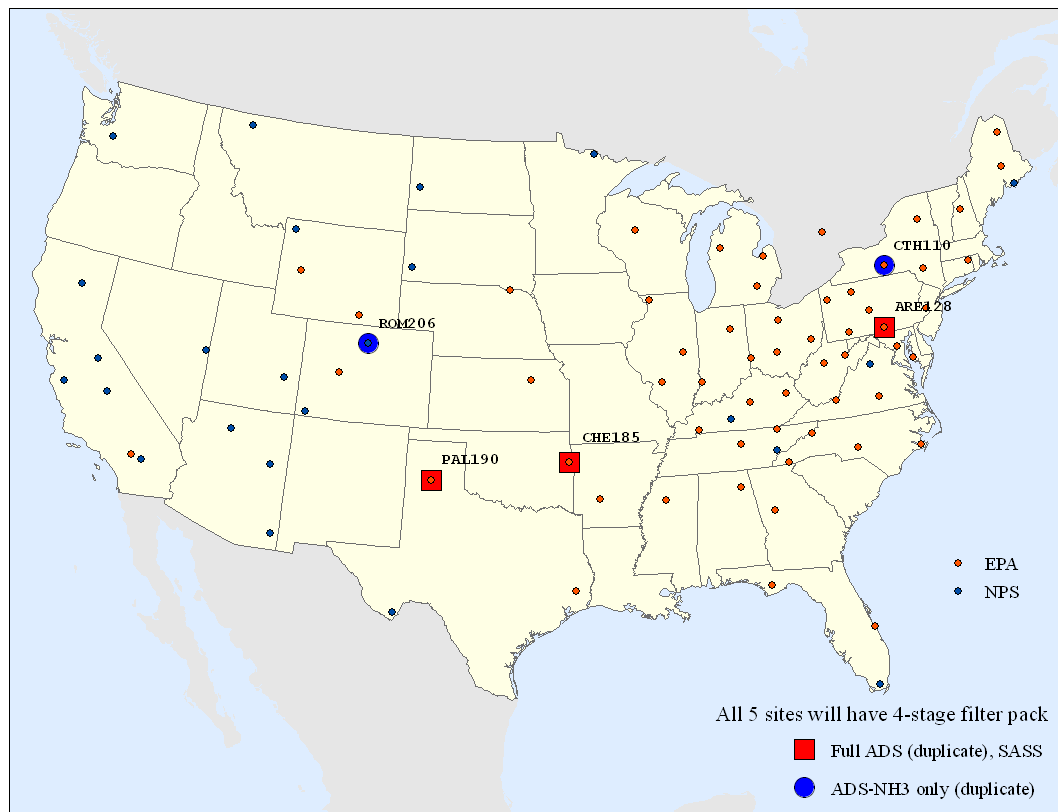 CTH110
ARE128
ROM206
CHE185
PAL190
EPA
NPS
All 5 sites will have 4-stage filter pack
Full ADS (duplicate), SASS
ADS-NH3 only (duplicate)